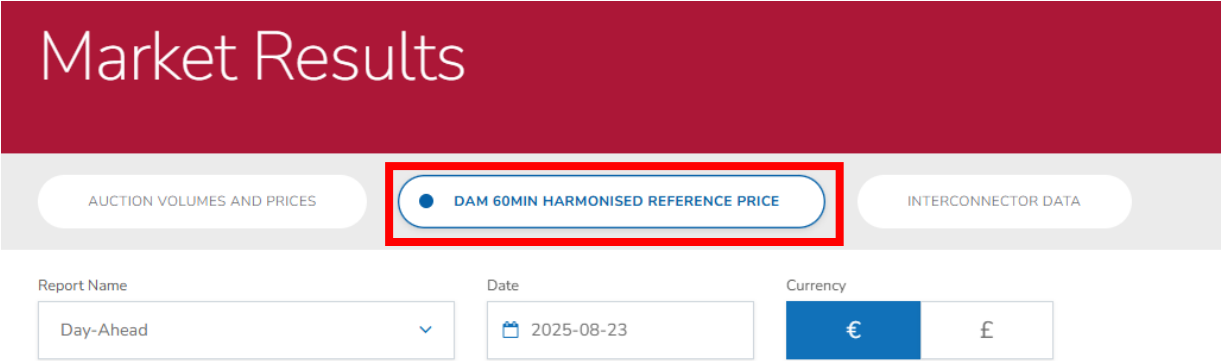 Market Results
AUCTION VOLUMES AND PRICES
DAM 60MIN HARMONISED REFERENCE PRICE
INTERCONNECTOR DATA
Report Name
Date
Currency
Day-Ahead
2025-08-23
€
£